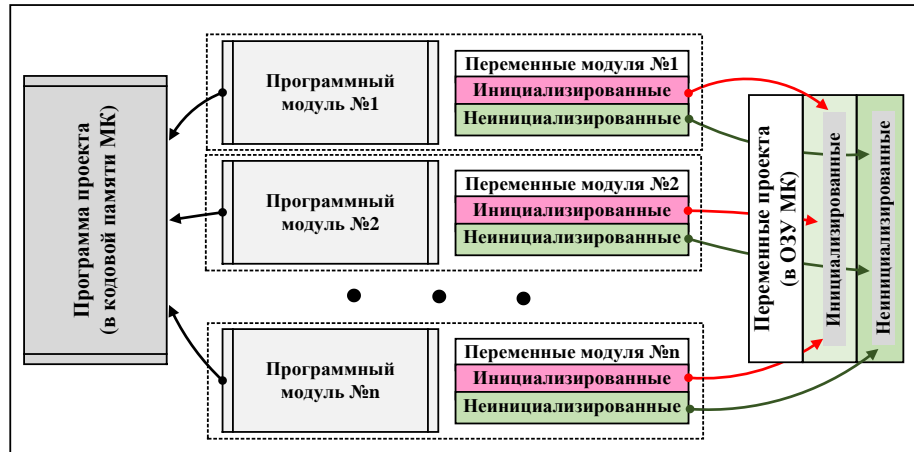 Программа проекта
(в кодовой памяти МК)
Программный
модуль №1
Переменные модуля №1
Инициализированные
Неинициализированные
Программный
модуль №2
Переменные модуля №2
Инициализированные
Неинициализированные
Программный
модуль №n
Переменные модуля №n
Инициализированные
Неинициализированные
Переменные проекта
(в ОЗУ МК)
Инициализированные
Неинициализированные